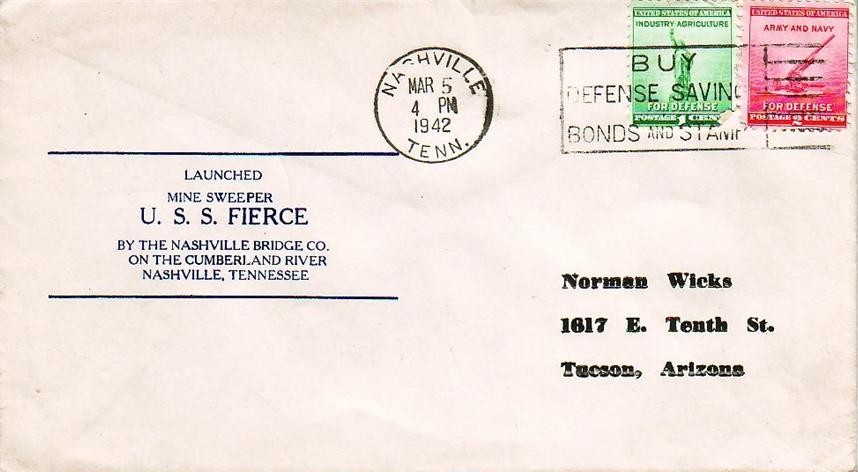 UNITED STATES OF AMERICA
INDUSTRY AGRICULTURE
FOR DEFENSE
POSTAGE 1 CENT
UNITED STATES OF AMERICA
ARMY AND NAVY
FOR DEFENSE
POSTAGE 2 CENTS
NASHVILLE
MAR 5
4 PM
1942
TENN.
BUY
DEFENSE SAVING
BONDS AND STAMP
LAUNCHED
MINE SWEEPER
U. S. S. FIERCE
BY THE NASHVILLE BRIDGE CO.
ON THE CUMBERLAND RIVER
NASHVILLE, TENNESSEE
Norman Wicks
1617 E. Tenth St.
Tucson, Arizona